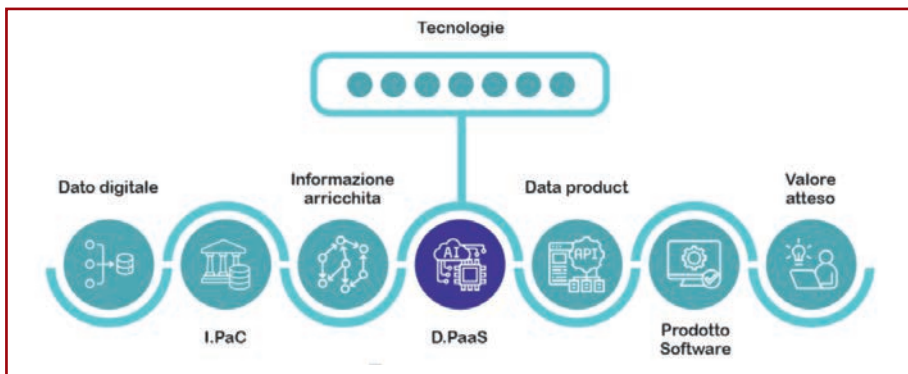 Tecnologie
Dato digitale
Informazione
arricchita
Data product
Valore
atteso
AI
API
I.PaC
D.PaaS
Prodotto
Software